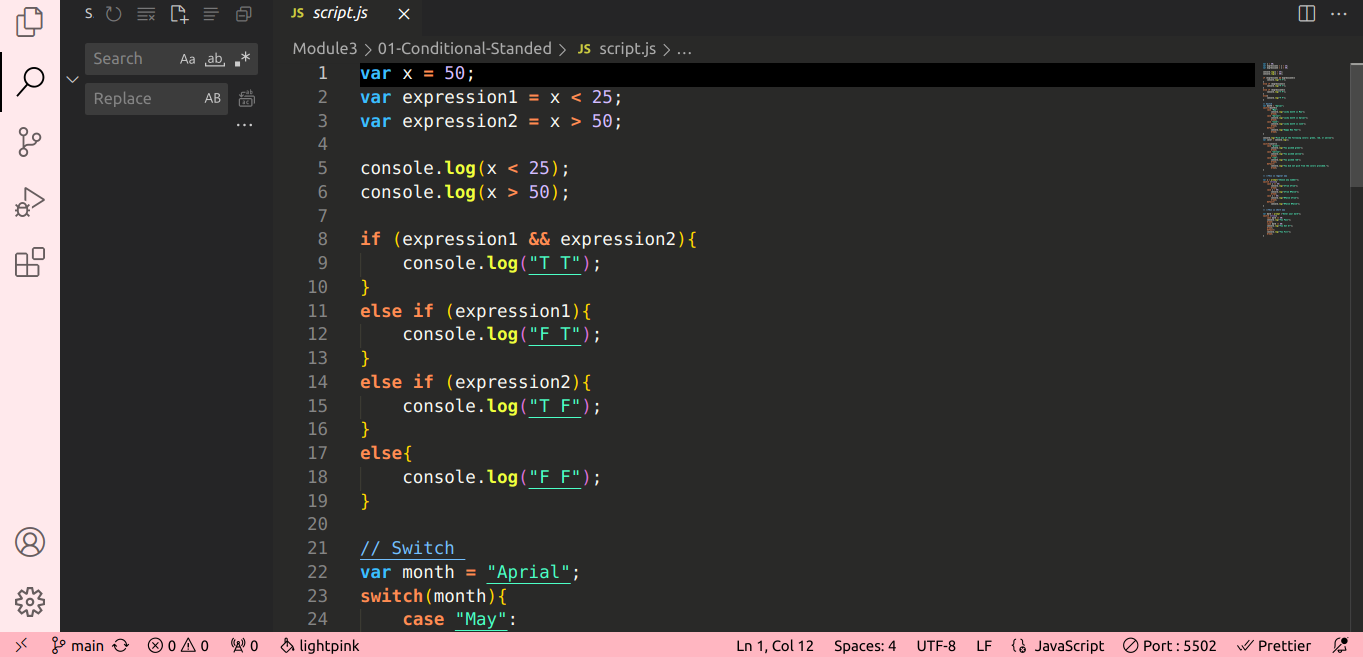 S
JS script.js
Search Aa ab .*
Replace AB
...
Module3 > 01-Conditional-Standed > JS script.js > ...
1 var x = 50;
2 var expression1 = x < 25;
3 var expression2 = x > 50;
4
5 console.log(x < 25);
6 console.log(x > 50);
7
8 if (expression1 && expression2){
9 console.log("T T");
10 }
11 else if (expression1){
12 console.log("F T");
13 }
14 else if (expression2){
15 console.log("T F");
16 }
17 else{
18 console.log("F F");
19 }
20
21 // Switch
22 var month = "Aprial";
23 switch(month){
24 case "May":
main 0 0 0 lightpink Ln 1, Col 12 Spaces: 4 UTF-8 LF {} JavaScript Port : 5502 Prettier